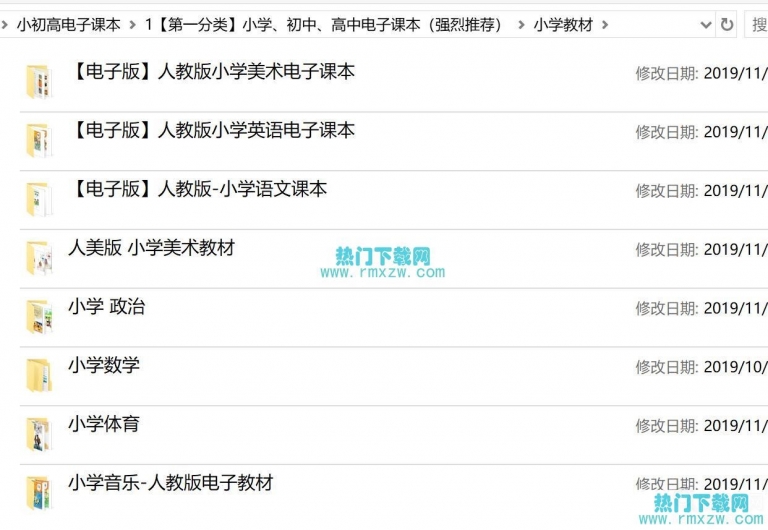 小初高电子课本 > 1【第一分类】小学、初中、高中电子课本（强烈推荐） > 小学教材 > 搜
【电子版】人教版小学美术电子课本 修改日期: 2019/11/
【电子版】人教版小学英语电子课本 修改日期: 2019/11/
【电子版】人教版-小学语文课本 修改日期: 2019/11/
人美版 小学美术教材 修改日期: 2019/11/
热门下载网
www.rmxzw.com
小学 政治 修改日期: 2019/11/
小学数学 修改日期: 2019/10/
小学体育 修改日期: 2019/11/
小学音乐-人教版电子教材 修改日期: 2019/11/
热门下载网
www.rmxzw.com